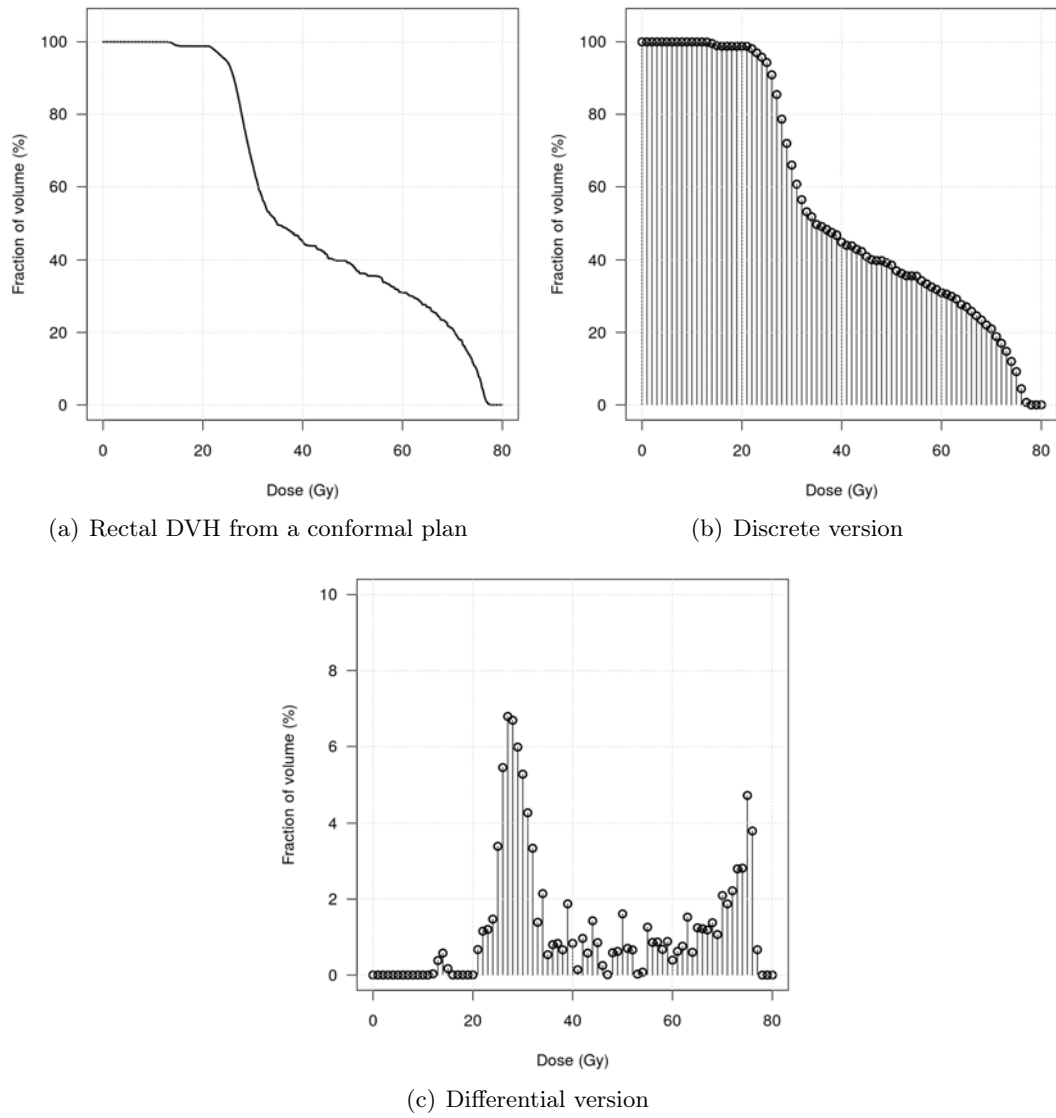 100
80
60
40
20
0
Fraction of volume (%)
0 20 40 60 80
Dose (Gy)
(a) Rectal DVH from a conformal plan
100
80
60
40
20
0
Fraction of volume (%)
0 20 40 60 80
Dose (Gy)
(b) Discrete version
10
8
6
4
2
0
Fraction of volume (%)
0 20 40 60 80
Dose (Gy)
(c) Differential version